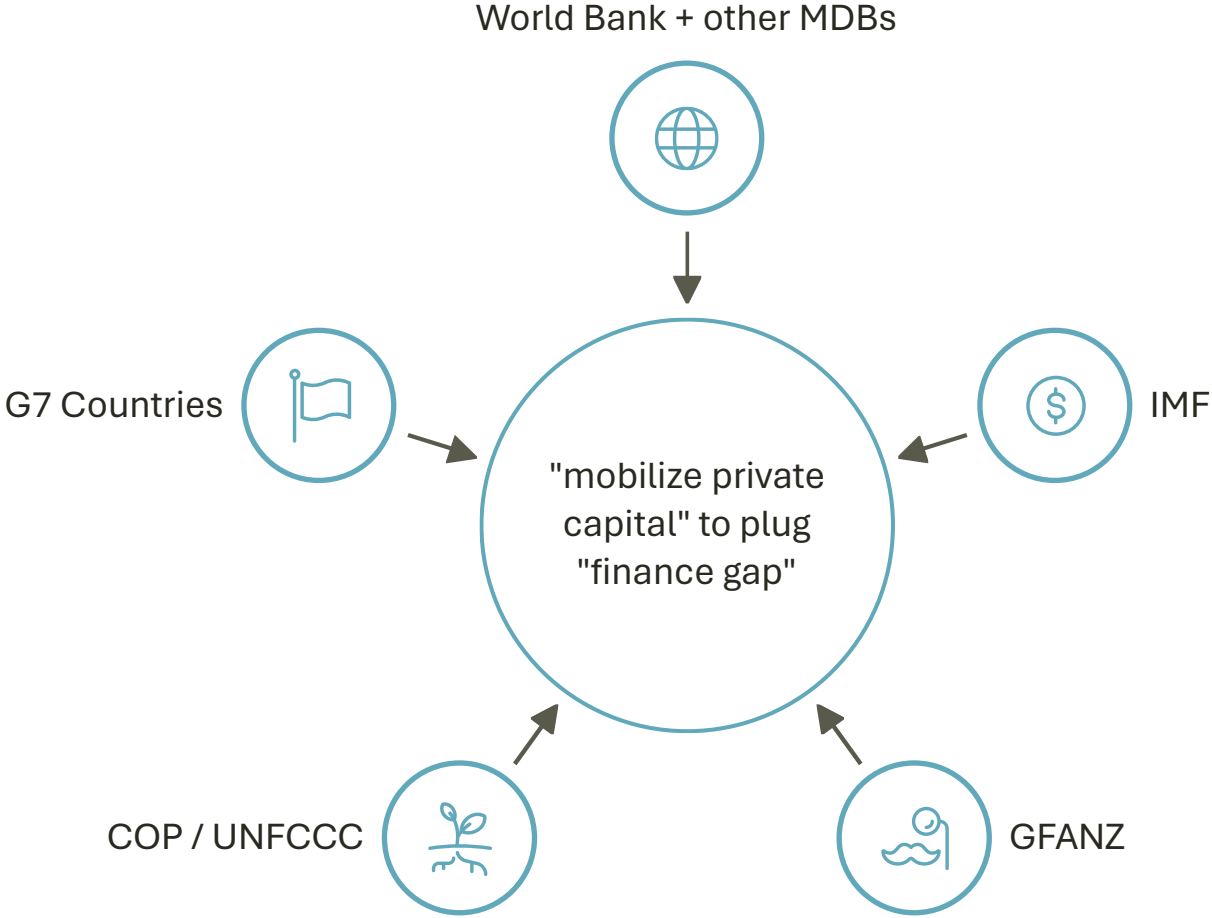 World Bank + other MDBs
G7 Countries
$
IMF
"mobilize private
capital" to plug
"finance gap"
COP / UNFCCC
GFANZ